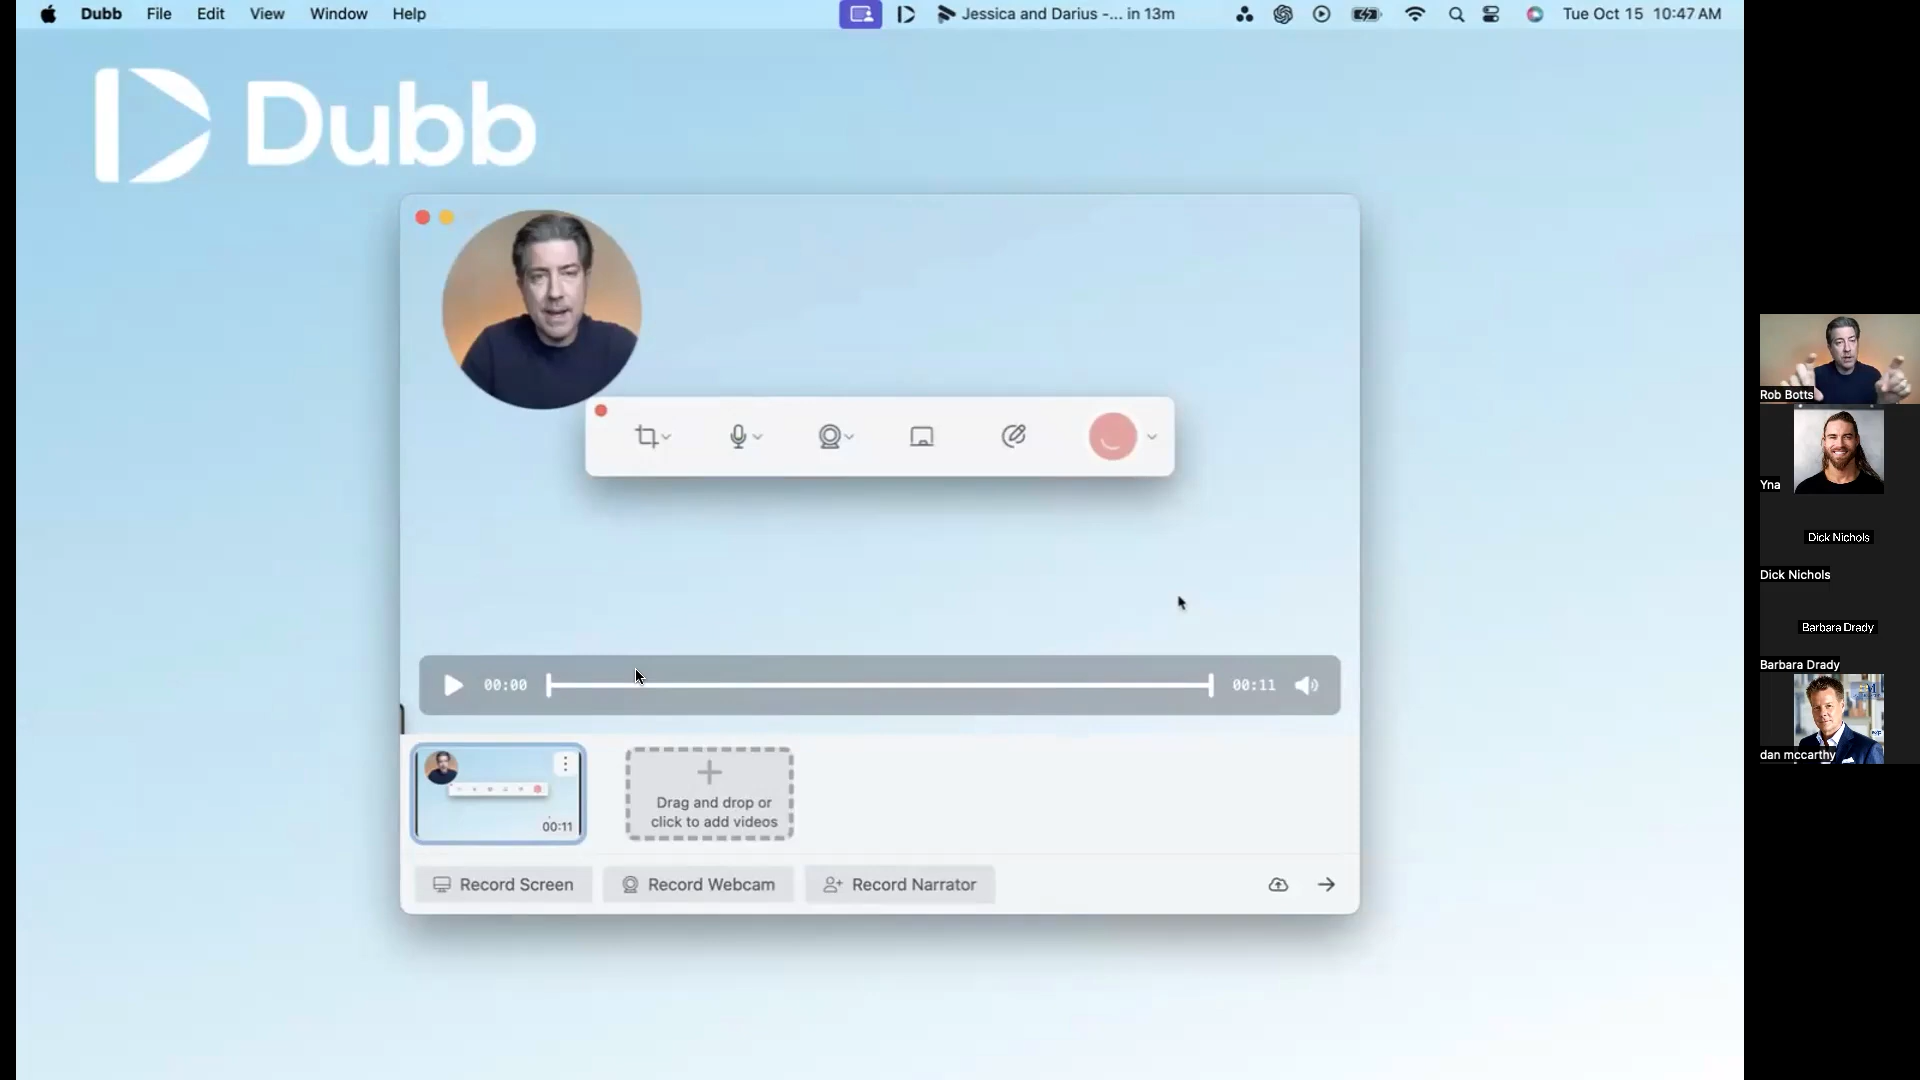 Dubb File Edit View Window Help Jessica and Darius -... in 13m Tue Oct 15 10:47 AM
Dubb
00:00 00:11
00:11
Drag and drop or
click to add videos
Record Screen Record Webcam Record Narrator
Rob Botts
Yna
Dick Nichols
Dick Nichols
Barbara Drady
Barbara Drady
dan mccarthy